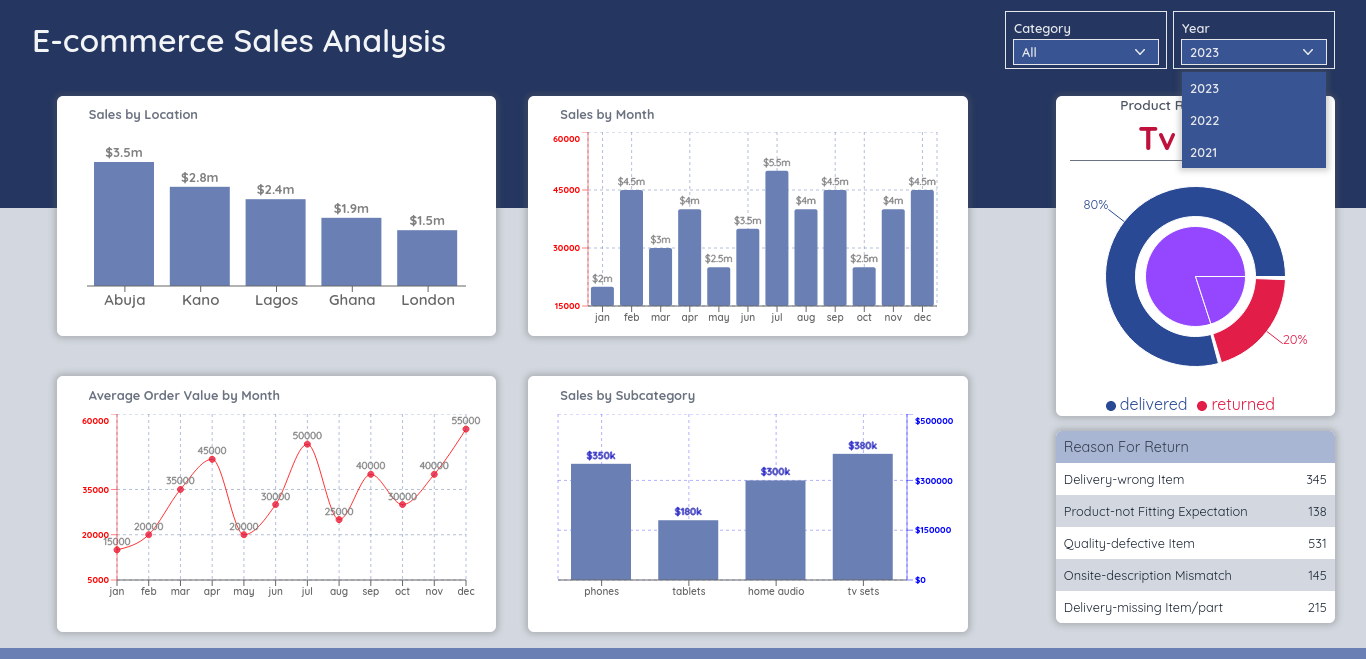 E-commerce Sales Analysis
Category
All
Year
2023
2023
2022
2021
Sales by Location
$3.5m
$2.8m
$2.4m
$1.9m
$1.5m
Abuja Kano Lagos Ghana London
Sales by Month
60000
45000
30000
15000
$2m $4.5m $3m $4m $2.5m $3.5m $5.5m $4m $4.5m $2.5m $4m $4.5m
jan feb mar apr may jun jul aug sep oct nov dec
Product
Tv
80%
20%
delivered returned
Average Order Value by Month
60000
35000
20000
5000
15000 20000 35000 45000 20000 30000 50000 25000 40000 30000 40000 55000
jan feb mar apr may jun jul aug sep oct nov dec
Sales by Subcategory
$350k $180k $300k $380k
$500000
$300000
$150000
$0
phones tablets home audio tv sets
Reason For Return
Delivery-wrong Item 345
Product-not Fitting Expectation 138
Quality-defective Item 531
Onsite-description Mismatch 145
Delivery-missing Item/part 215